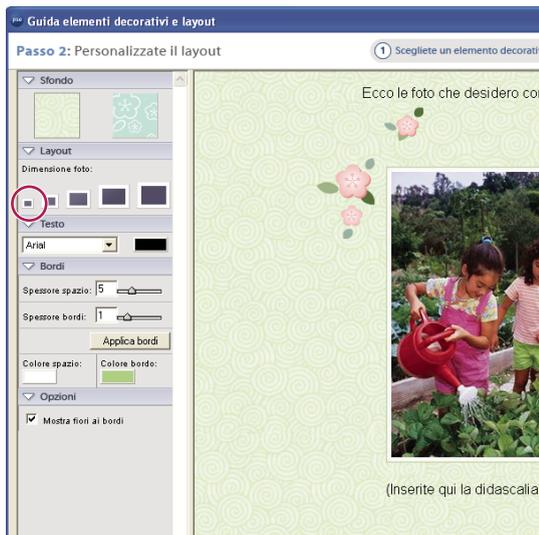 pse Guida elementi decorativi e layout
Passo 2: Personalizzate il layout
1 Scegliete un elemento decorati
Sfondo
Ecco le foto che desidero co
Layout
Dimensione foto:
Testo
Arial
Bordi
Spessore spazio: 5
Spessore bordi: 1
Applica bordi
Colore spazio: Colore bordo:
Opzioni
Mostra fiori ai bordi
(Inserite qui la didascalia